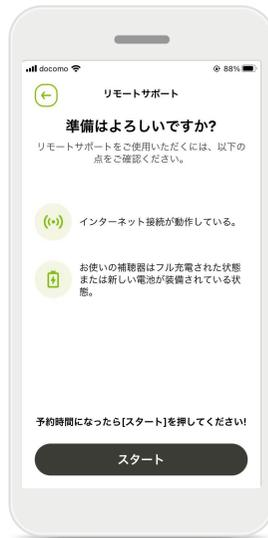 docomo 88%
リモートサポート
準備はよろしいですか?
リモートサポートをご使用いただくには、以下の
点をご確認ください。
インターネット接続が動作している。
お使いの補聴器はフル充電された状態
または新しい電池が装備されている状
態。
予約時間になったら[スタート]を押してください!
スタート